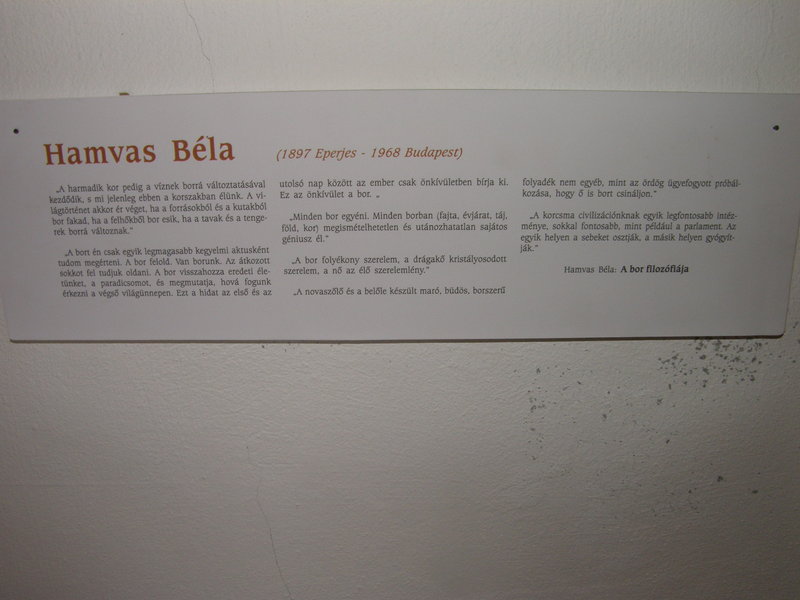 Hamvas Béla (1897 Eperjes - 1968 Budapest)
„A harmadik kor pedig a víznek borrá változtatásával
kezdődik, s mi jelenleg ebben a korszakban élünk. A vi-
lágtörténet akkor ér véget, ha a forrásokból és a kutakból
bor fakad, ha a felhőkből bor esik, ha a tavak és a tenge-
rek borrá változnak.”
„A bort én csak egyik legmagasabb kegyelmi aktusként
tudom megérteni. A bor felold. Van borunk. Az átkozott
sokkot fel tudjuk oldani. A bor visszahozza eredeti éle-
tünket, a paradicsomot, és megmutatja, hová fogunk
érkezni a végső világünnepen. Ezt a hidat az első és az
utolsó nap között az ember csak önkívületben bírja ki.
Ez az önkívület a bor. „
„Minden bor egyéni. Minden borban (fajta, évjárat, táj,
föld, kor) megismételhetetlen és utánozhatatlan sajátos
géniusz él.”
„A bor folyékony szerelem, a drágakő kristályosodott
szerelem, a nő az élő szerelemlény.”
„A novaszőlő és a belőle készült maró, büdös, borszerű
folyadék nem egyéb, mint az ördög ügyefogyott próbál-
kozása, hogy ő is bort csináljon.”
„A korcsma civilizációnknak egyik legfontosabb intéz-
ménye, sokkal fontosabb, mint például a parlament. Az
egyik helyen a sebeket osztják, a másik helyen gyógyít-
ják.”
Hamvas Béla: A bor filozófiája